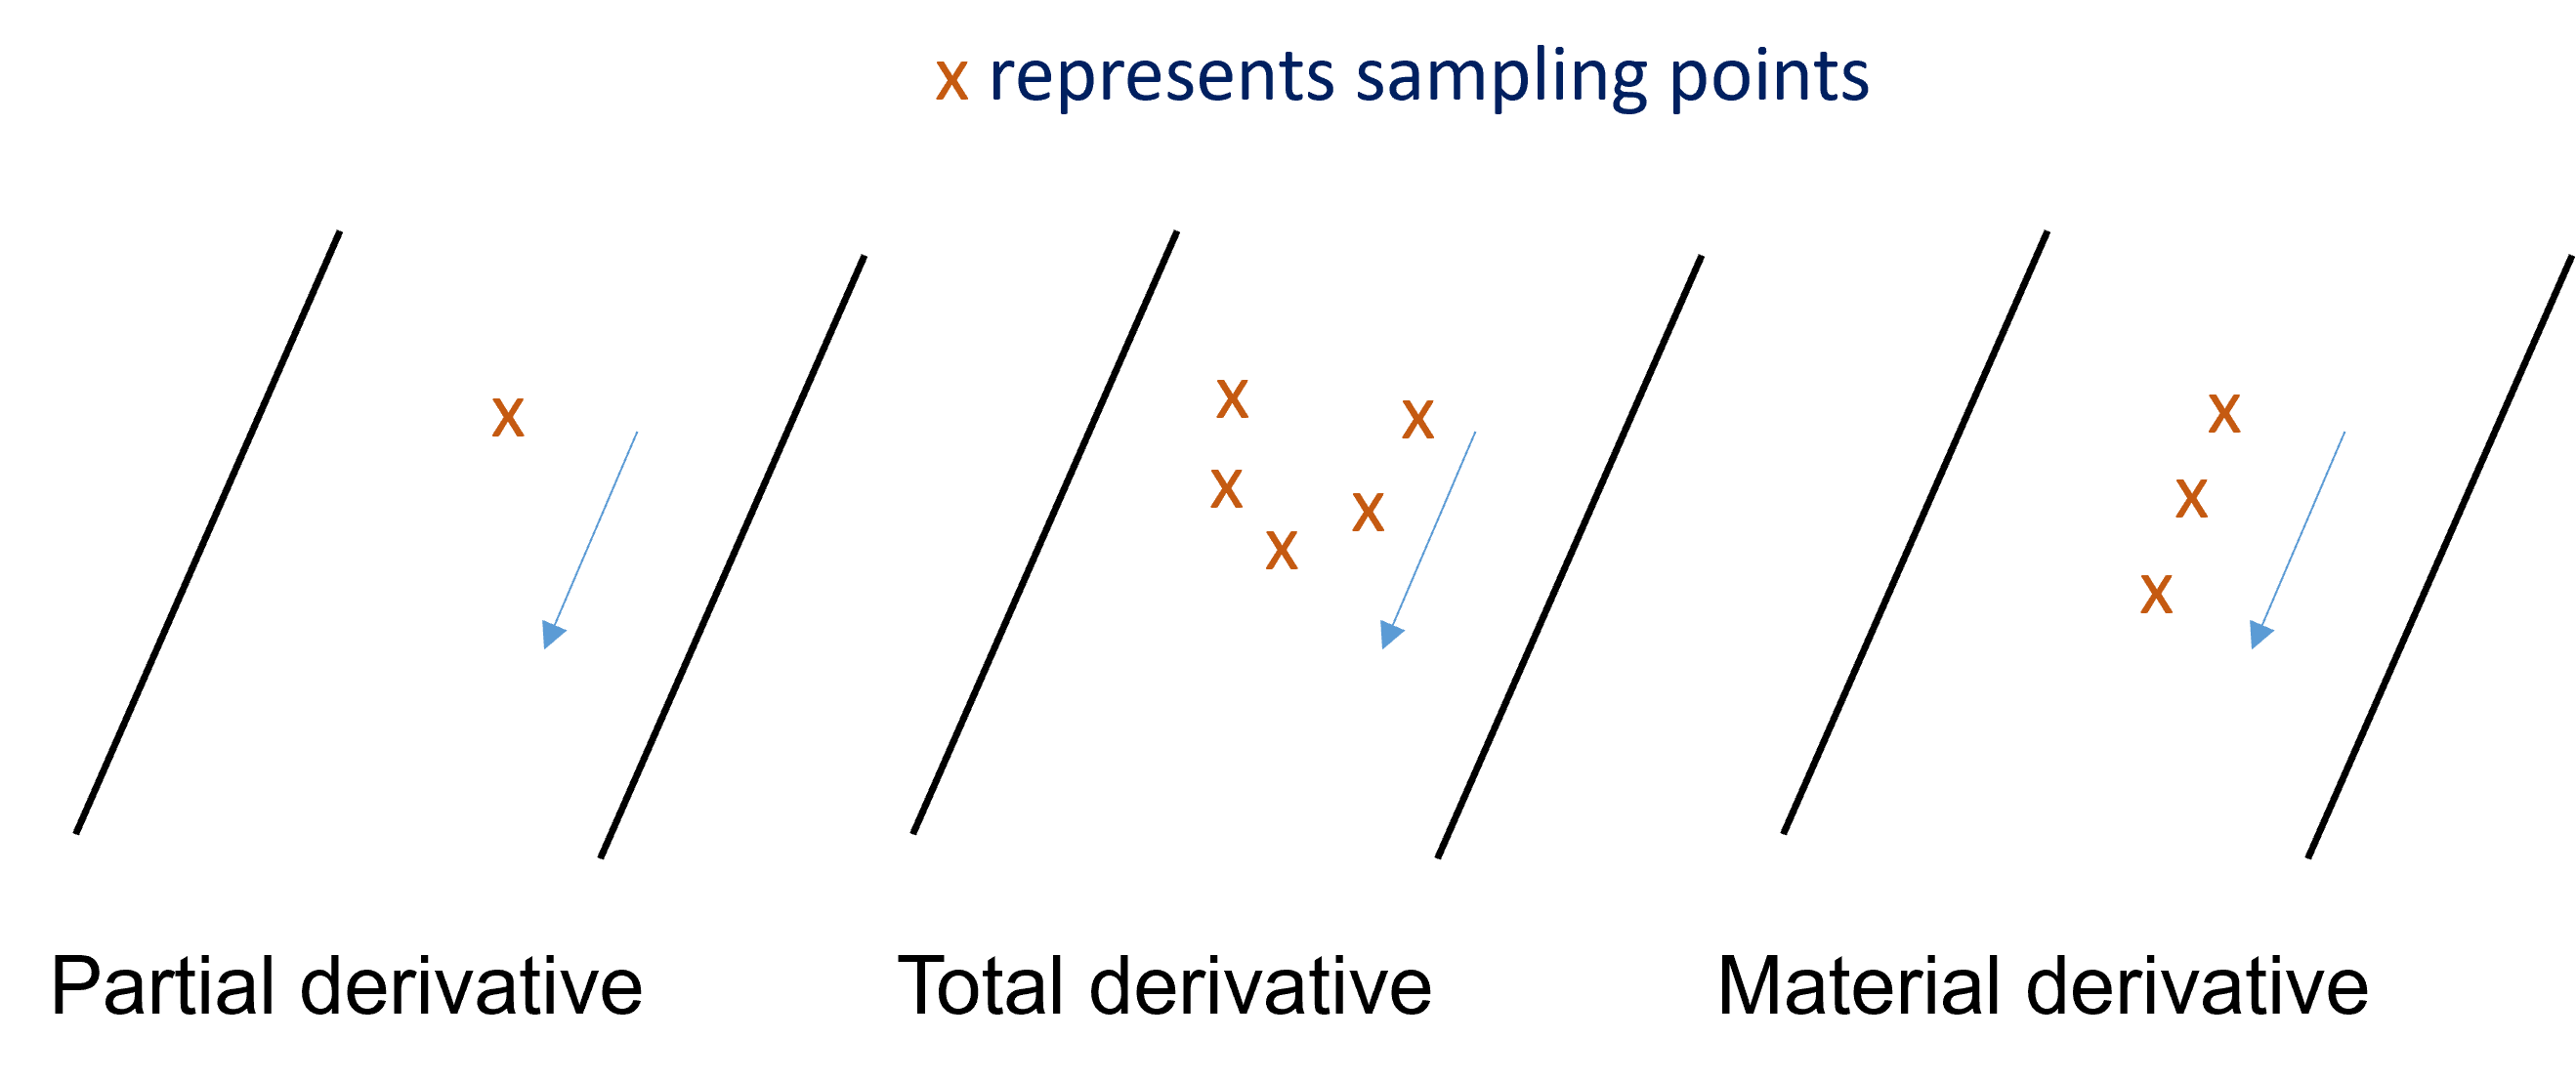 x represents sampling points
x
x
x
x
x
x
x
x
x
Partial derivative
Total derivative
Material derivative